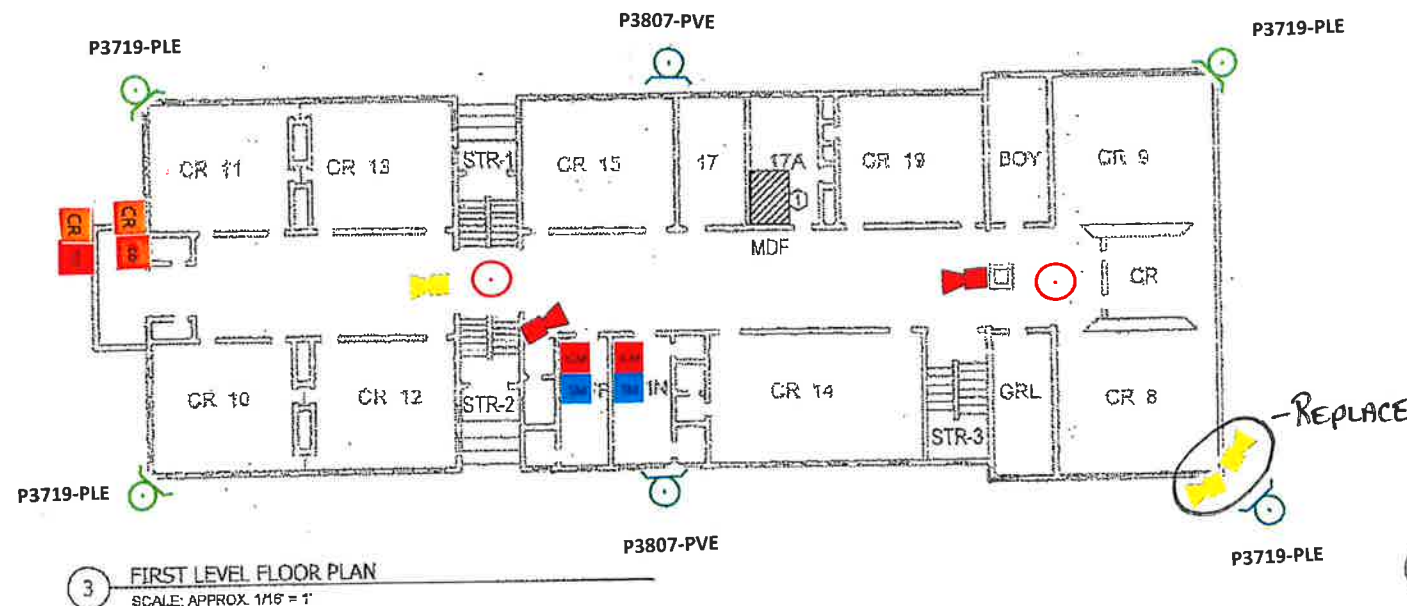 P3807-PVE
P3719-PLE
P3719-PLE
CR 11
CR 13
STR-1
CR 15
17
17A
CR 19
BOY
CR 9
1
CR
CR
MDF
CR
CR 10
CR 12
STR-2
CR 14
STR-3
GRL
CR 8
-REPLACE
P3719-PLE
P3807-PVE
P3719-PLE
3
FIRST LEVEL FLOOR PLAN
SCALE: APPROX. 1/16" = 1'